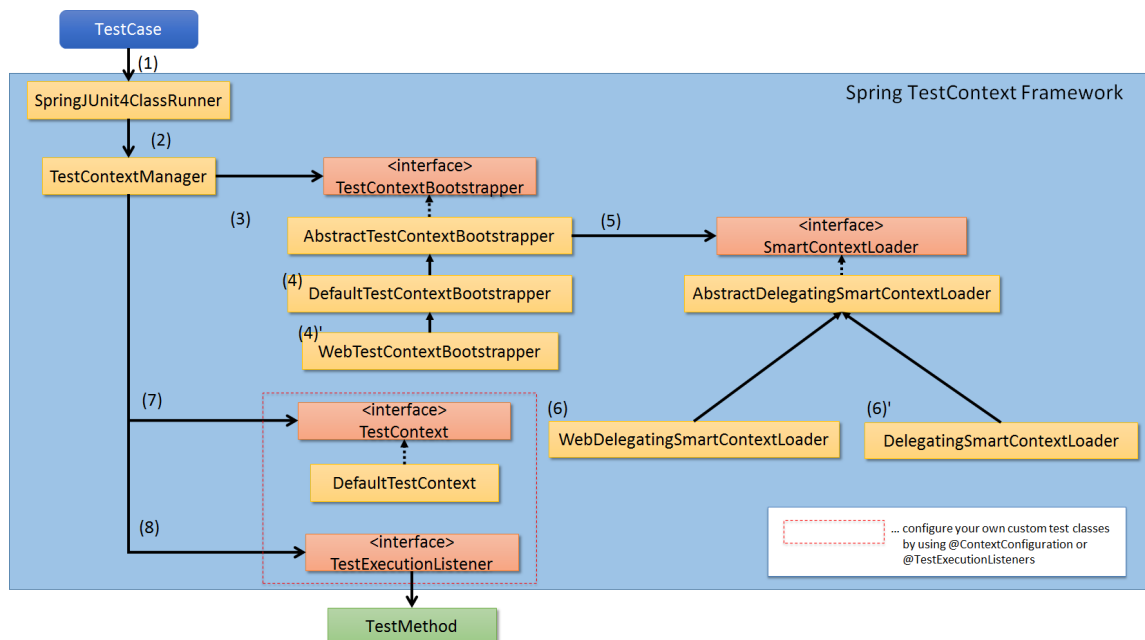 TestCase
(1)
Spring TestContext Framework
SpringJUnit4ClassRunner
(2)
TestContextManager
<interface>
TestContextBootstrapper
(3)
AbstractTestContextBootstrapper
(5)
<interface>
SmartContextLoader
(4)
DefaultTestContextBootstrapper
AbstractDelegatingSmartContextLoader
(4)'
WebTestContextBootstrapper
(7)
<interface>
TestContext
(6)
WebDelegatingSmartContextLoader
(6)'
DelegatingSmartContextLoader
DefaultTestContext
(8)
<interface>
TestExecutionListener
... configure your own custom test classes
by using @ContextConfiguration or
@TestExecutionListeners
TestMethod